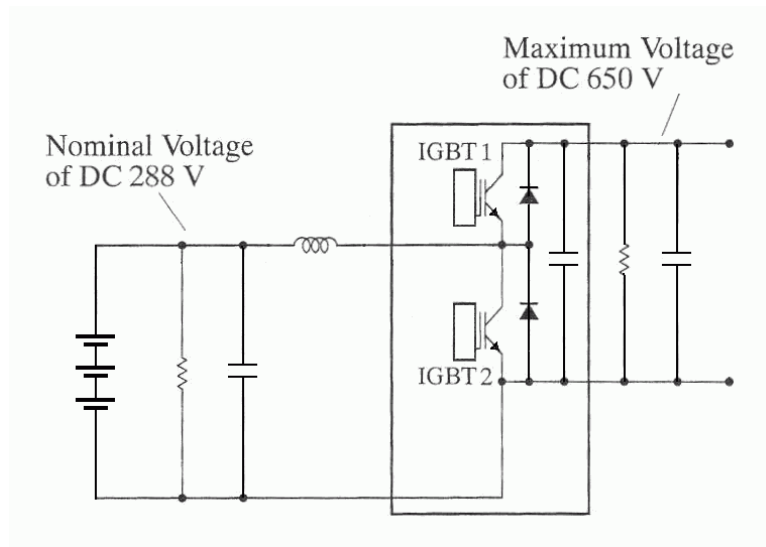 Maximum Voltage
of DC 650 V
Nominal Voltage
of DC 288 V
IGBT 1
IGBT 2